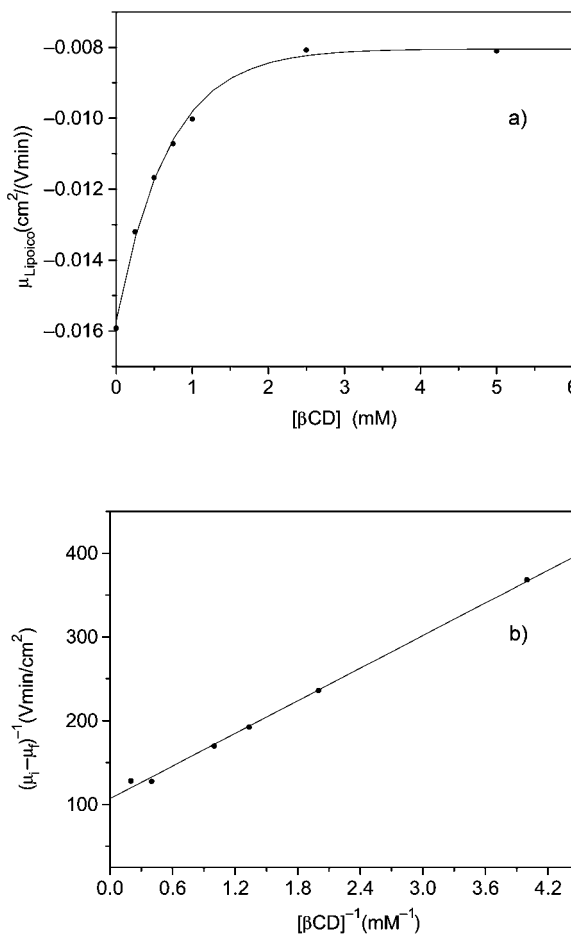 −0.008
−0.010
−0.012
−0.014
−0.016
μLipoico(cm²/(Vmin))
a)
0 1 2 3 4 5 6
[βCD] (mM)
400
300
200
100
(μi−μf)⁻¹(Vmin/cm²)
b)
0.0 0.6 1.2 1.8 2.4 3.0 3.6 4.2
[βCD]⁻¹(mM⁻¹)